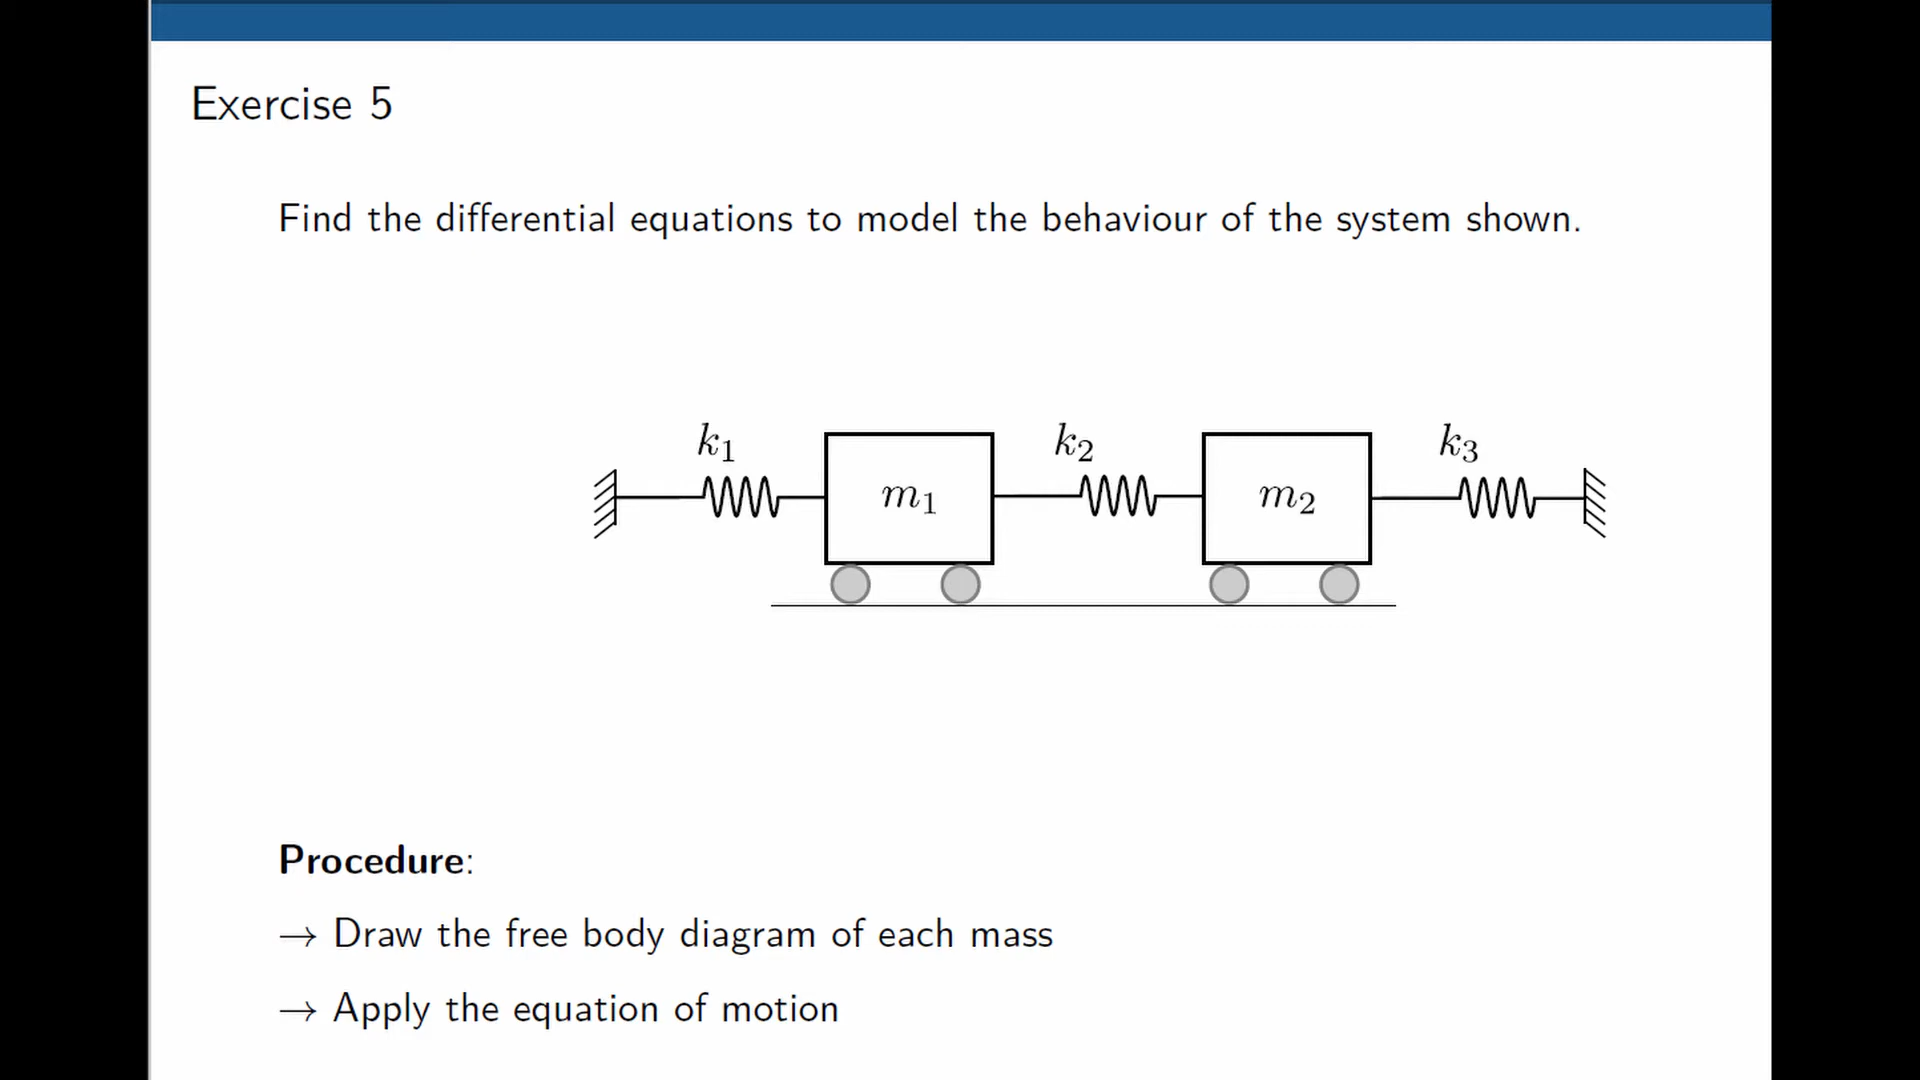 Exercise 5
Find the differential equations to model the behaviour of the system shown.
k₁ k₂ k₃
m₁ m₂
Procedure:
→ Draw the free body diagram of each mass
→ Apply the equation of motion